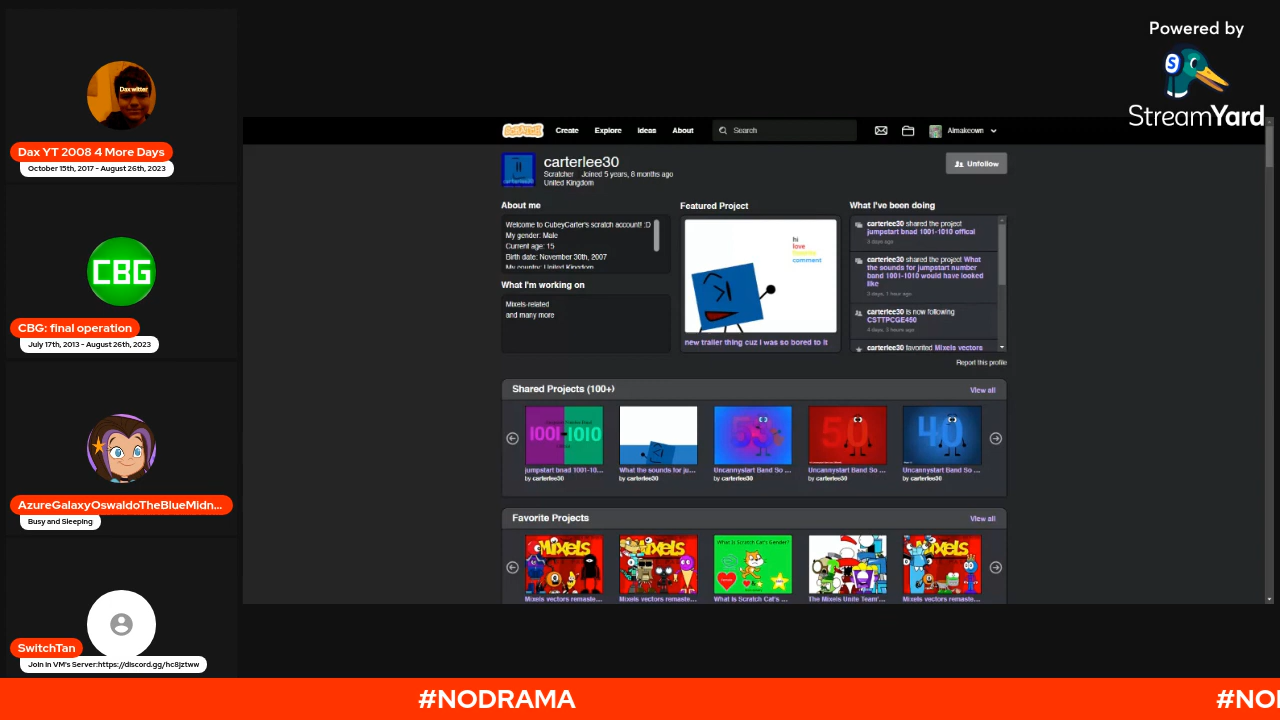 Powered by
StreamYard
Dax witter
Dax YT 2008 4 More Days
October 15th, 2017 - August 26th, 2023
CBG
CBG: final operation
July 17th, 2013 - August 26th, 2023
AzureGalaxyOswaldoTheBlueMidn...
Busy and Sleeping
SwitchTan
Join in VM's Server:https://discord.gg/hc8jztww
SCRATCH
Create
Explore
Ideas
About
Search
Almakeown
carterlee30
Scratcher Joined 5 years, 8 months ago
United Kingdom
Unfollow
About me
Welcome to CubeyCarter's scratch account! :D
My gender: Male
Current age: 15
Birth date: November 30th, 2007
My country: United Kingdom
What I'm working on
Mixels-related
and many more
Featured Project
hi
love
comment
new trailer thing cuz i was so bored to it
What I've been doing
carterlee30 shared the project
jumpstart bnad 1001-1010 offical
3 days ago
carterlee30 shared the project What
the sounds for jumpstart number
band 1001-1010 would have looked
like
3 days, 1 hour ago
carterlee30 is now following
CSTTPCGE450
4 days, 5 hours ago
carterlee30 favorited Mixels vectors
Report this profile
Shared Projects (100+)
View all
1001-1010
53
50
40
jumpstart bnad 1001-10...
What the sounds for ju...
Uncannystart Band So ...
Uncannystart Band So ...
Uncannystart Band So ...
by carterlee30
by carterlee30
by carterlee30
by carterlee30
by carterlee30
Favorite Projects
View all
Mixels
Mixels
What is Scratch Cat's Gender?
Mixels
Mixels vectors remaste...
Mixels vectors remaste...
What Is Scratch Cat's ...
The Mixels Unite Team'...
Mixels vectors remaste...
#NODRAMA
#NO